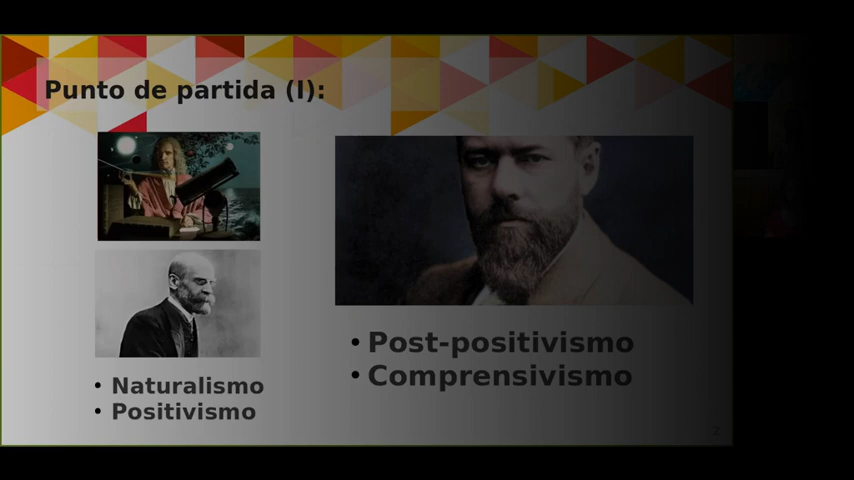 Punto de partida (I):
• Naturalismo
• Positivismo
• Post-positivismo
• Comprensivismo
2